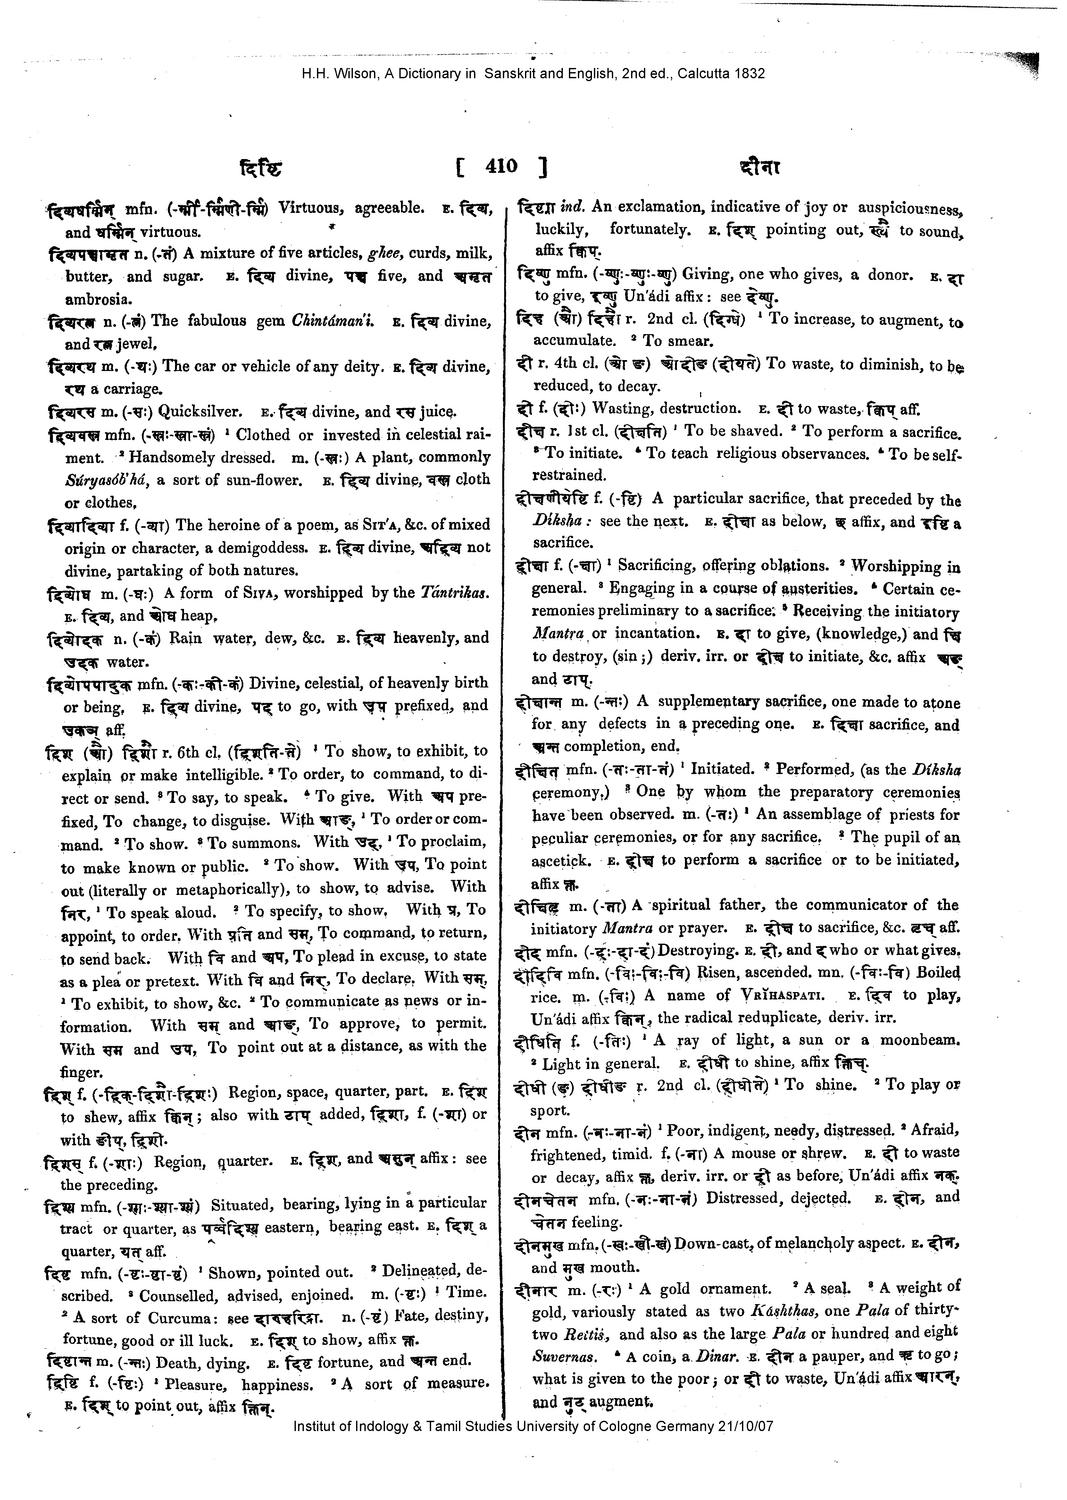 H.H. Wilson, A Dictionary in Sanskrit and English, 2nd ed., Calcutta 1832
दिष्टि [ 410 ] दीना
दिव्यधर्म्मिन् mfn. (-र्म्मी-र्म्मिणी-र्म्मि) Virtuous, agreeable. E. दिव्य,
and धर्म्मिन् virtuous.
दिव्यपञ्चामृत n. (-तं) A mixture of five articles, ghee, curds, milk,
butter, and sugar. E. दिव्य divine, पञ्च five, and अमृत
ambrosia.
दिव्यरत्न n. (-त्नं) The fabulous gem Chintáman'i. E. दिव्य divine,
and रत्न jewel.
दिव्यरथ m. (-थः) The car or vehicle of any deity. E. दिव्य divine,
रथ a carriage.
दिव्यरस m. (-सः) Quicksilver. E. दिव्य divine, and रस juice.
दिव्यवस्त्र mfn. (-स्त्रः-स्त्रा-स्त्रं) ¹ Clothed or invested in celestial rai-
ment. ² Handsomely dressed. m. (-स्त्रः) A plant, commonly
Súryasób'há, a sort of sun-flower. E. दिव्य divine, वस्त्र cloth
or clothes.
दिव्यादिव्या f. (-व्या) The heroine of a poem, as SIT'A, &c. of mixed
origin or character, a demigoddess. E. दिव्य divine, अदिव्य not
divine, partaking of both natures.
दिव्यौघ m. (-घः) A form of SIVA, worshipped by the Tántrikas.
E. दिव्य, and ओघ heap.
दिव्योदक n. (-कं) Rain water, dew, &c. E. दिव्य heavenly, and
उदक water.
दिव्योपपादुक mfn. (-कः-की-कं) Divine, celestial, of heavenly birth
or being. E. दिव्य divine, पद् to go, with उप prefixed, and
उकञ् aff.
दिश् (औ) दिशौ r. 6th cl. (दिशति-ते) ¹ To show, to exhibit, to
explain or make intelligible. ² To order, to command, to di-
rect or send. ³ To say, to speak. ⁴ To give. With अप pre-
fixed, To change, to disguise. With आङ्, ¹ To order or com-
mand. ² To show. ³ To summons. With उद्, ¹ To proclaim,
to make known or public. ² To show. With उप, To point
out (literally or metaphorically), to show, to advise. With
निर्, ¹ To speak aloud. ² To specify, to show. With प्र, To
appoint, to order. With प्रति and सम्, To command, to return,
to send back. With वि and अप, To plead in excuse, to state
as a plea or pretext. With वि and निर्, To declare. With सम्,
¹ To exhibit, to show, &c. ² To communicate as news or in-
formation. With सम् and आङ्, To approve, to permit.
With सम and उप, To point out at a distance, as with the
finger.
दिश् f. (-दिक्-दिशौ-दिशः) Region, space, quarter, part. E. दिश्
to shew, affix क्विन्; also with टाप् added, दिशा, f. (-शा) or
with ङीप्, दिशी.
दिशस् f. (-शाः) Region, quarter. E. दिश्, and असुन् affix: see
the preceding.
दिश्य mfn. (-श्यः-श्या-श्यं) Situated, bearing, lying in a particular
tract or quarter, as पूर्व्वदिश्य eastern, bearing east. E. दिश् a
quarter, यत् aff.
दिष्ट mfn. (-ष्टः-ष्टा-ष्टं) ¹ Shown, pointed out. ² Delineated, de-
scribed. ³ Counselled, advised, enjoined. m. (-ष्टः) ¹ Time.
² A sort of Curcuma: see दारुहरिद्रा. n. (-ष्टं) Fate, destiny,
fortune, good or ill luck. E. दिश् to show, affix क्त.
दिष्टान्त m. (-न्तः) Death, dying. E. दिष्ट fortune, and अन्त end.
दिष्टि f. (-ष्टिः) ¹ Pleasure, happiness. ² A sort of measure.
E. दिश् to point out, affix क्तिन्.
दिष्ट्या ind. An exclamation, indicative of joy or auspiciousness,
luckily, fortunately. E. दिश् pointing out, स्त्यै to sound,
affix क्विप्.
दिष्णु mfn. (-ष्णुः-ष्णुः-ष्णु) Giving, one who gives, a donor. E. दा
to give, इष्णु Un'ádi affix: see देष्णु.
दिह (औ) दिहौ r. 2nd cl. (दिग्धे) ¹ To increase, to augment, to
accumulate. ² To smear.
दी r. 4th cl. (ओ ङ) ओदीङ (दीयते) To waste, to diminish, to be
reduced, to decay.
दी f. (दीः) Wasting, destruction. E. दी to waste, क्विप् aff.
दीक्ष r. 1st cl. (दीक्षति) ¹ To be shaved. ² To perform a sacrifice.
³ To initiate. ⁴ To teach religious observances. ⁵ To be self-
restrained.
दीक्षणीयेष्टि f. (-ष्टि) A particular sacrifice, that preceded by the
Díksha: see the next. E. दीक्षा as below, छ affix, and इष्टि a
sacrifice.
दीक्षा f. (-क्षा) ¹ Sacrificing, offering oblations. ² Worshipping in
general. ³ Engaging in a course of austerities. ⁴ Certain ce-
remonies preliminary to a sacrifice. ⁵ Receiving the initiatory
Mantra or incantation. E. दा to give, (knowledge,) and क्षि
to destroy, (sin;) deriv. irr. or दीक्ष to initiate, &c. affix अङ्
and टाप्.
दीक्षान्त m. (-न्तः) A supplementary sacrifice, one made to atone
for any defects in a preceding one. E. दिक्षा sacrifice, and
अन्त completion, end.
दीक्षित mfn. (-तः-ता-तं) ¹ Initiated. ² Performed, (as the Díksha
ceremony,) ³ One by whom the preparatory ceremonies
have been observed. m. (-तः) ¹ An assemblage of priests for
peculiar ceremonies, or for any sacrifice. ² The pupil of an
ascetick. E. दीक्ष to perform a sacrifice or to be initiated,
affix क्त.
दीक्षितृ m. (-ता) A spiritual father, the communicator of the
initiatory Mantra or prayer. E. दीक्ष to sacrifice, &c. तृच् aff.
दीद mfn. (-दः-दा-दं) Destroying. E. दी, and द who or what gives.
दीदिवि mfn. (-विः-विः-वि) Risen, ascended. mn. (-विः-वि) Boiled
rice. m. (-विः) A name of VRĬHASPATI. E. दिव to play,
Un'ádi affix क्विन्, the radical reduplicate, deriv. irr.
दीधिति f. (-तिः) ¹ A ray of light, a sun or a moonbeam.
² Light in general. E. दीधी to shine, affix क्तिच्.
दीधी (ङ) दीधीङ r. 2nd cl. (दीधीते) ¹ To shine. ² To play or
sport.
दीन mfn. (-नः-ना-नं) ¹ Poor, indigent, needy, distressed. ² Afraid,
frightened, timid. f. (-ना) A mouse or shrew. E. दी to waste
or decay, affix क्त, deriv. irr. or दी as before, Un'ádi affix नक्.
दीनचेतन mfn. (-नः-ना-नं) Distressed, dejected. E. दीन, and
चेतन feeling.
दीनमुख mfn. (-खः-खी-खं) Down-cast, of melancholy aspect. E. दीन,
and मुख mouth.
दीनार m. (-रः) ¹ A gold ornament. ² A seal. ³ A weight of
gold, variously stated as two Káshthas, one Pala of thirty-
two Reitis, and also as the large Pala or hundred and eight
Suvernas. ⁴ A coin, a Dinar. E. दीन a pauper, and ऋ to go;
what is given to the poor; or दी to waste, Un'ádi affix आरन्,
and नुट् augment.
Institut of Indology & Tamil Studies University of Cologne Germany 21/10/07